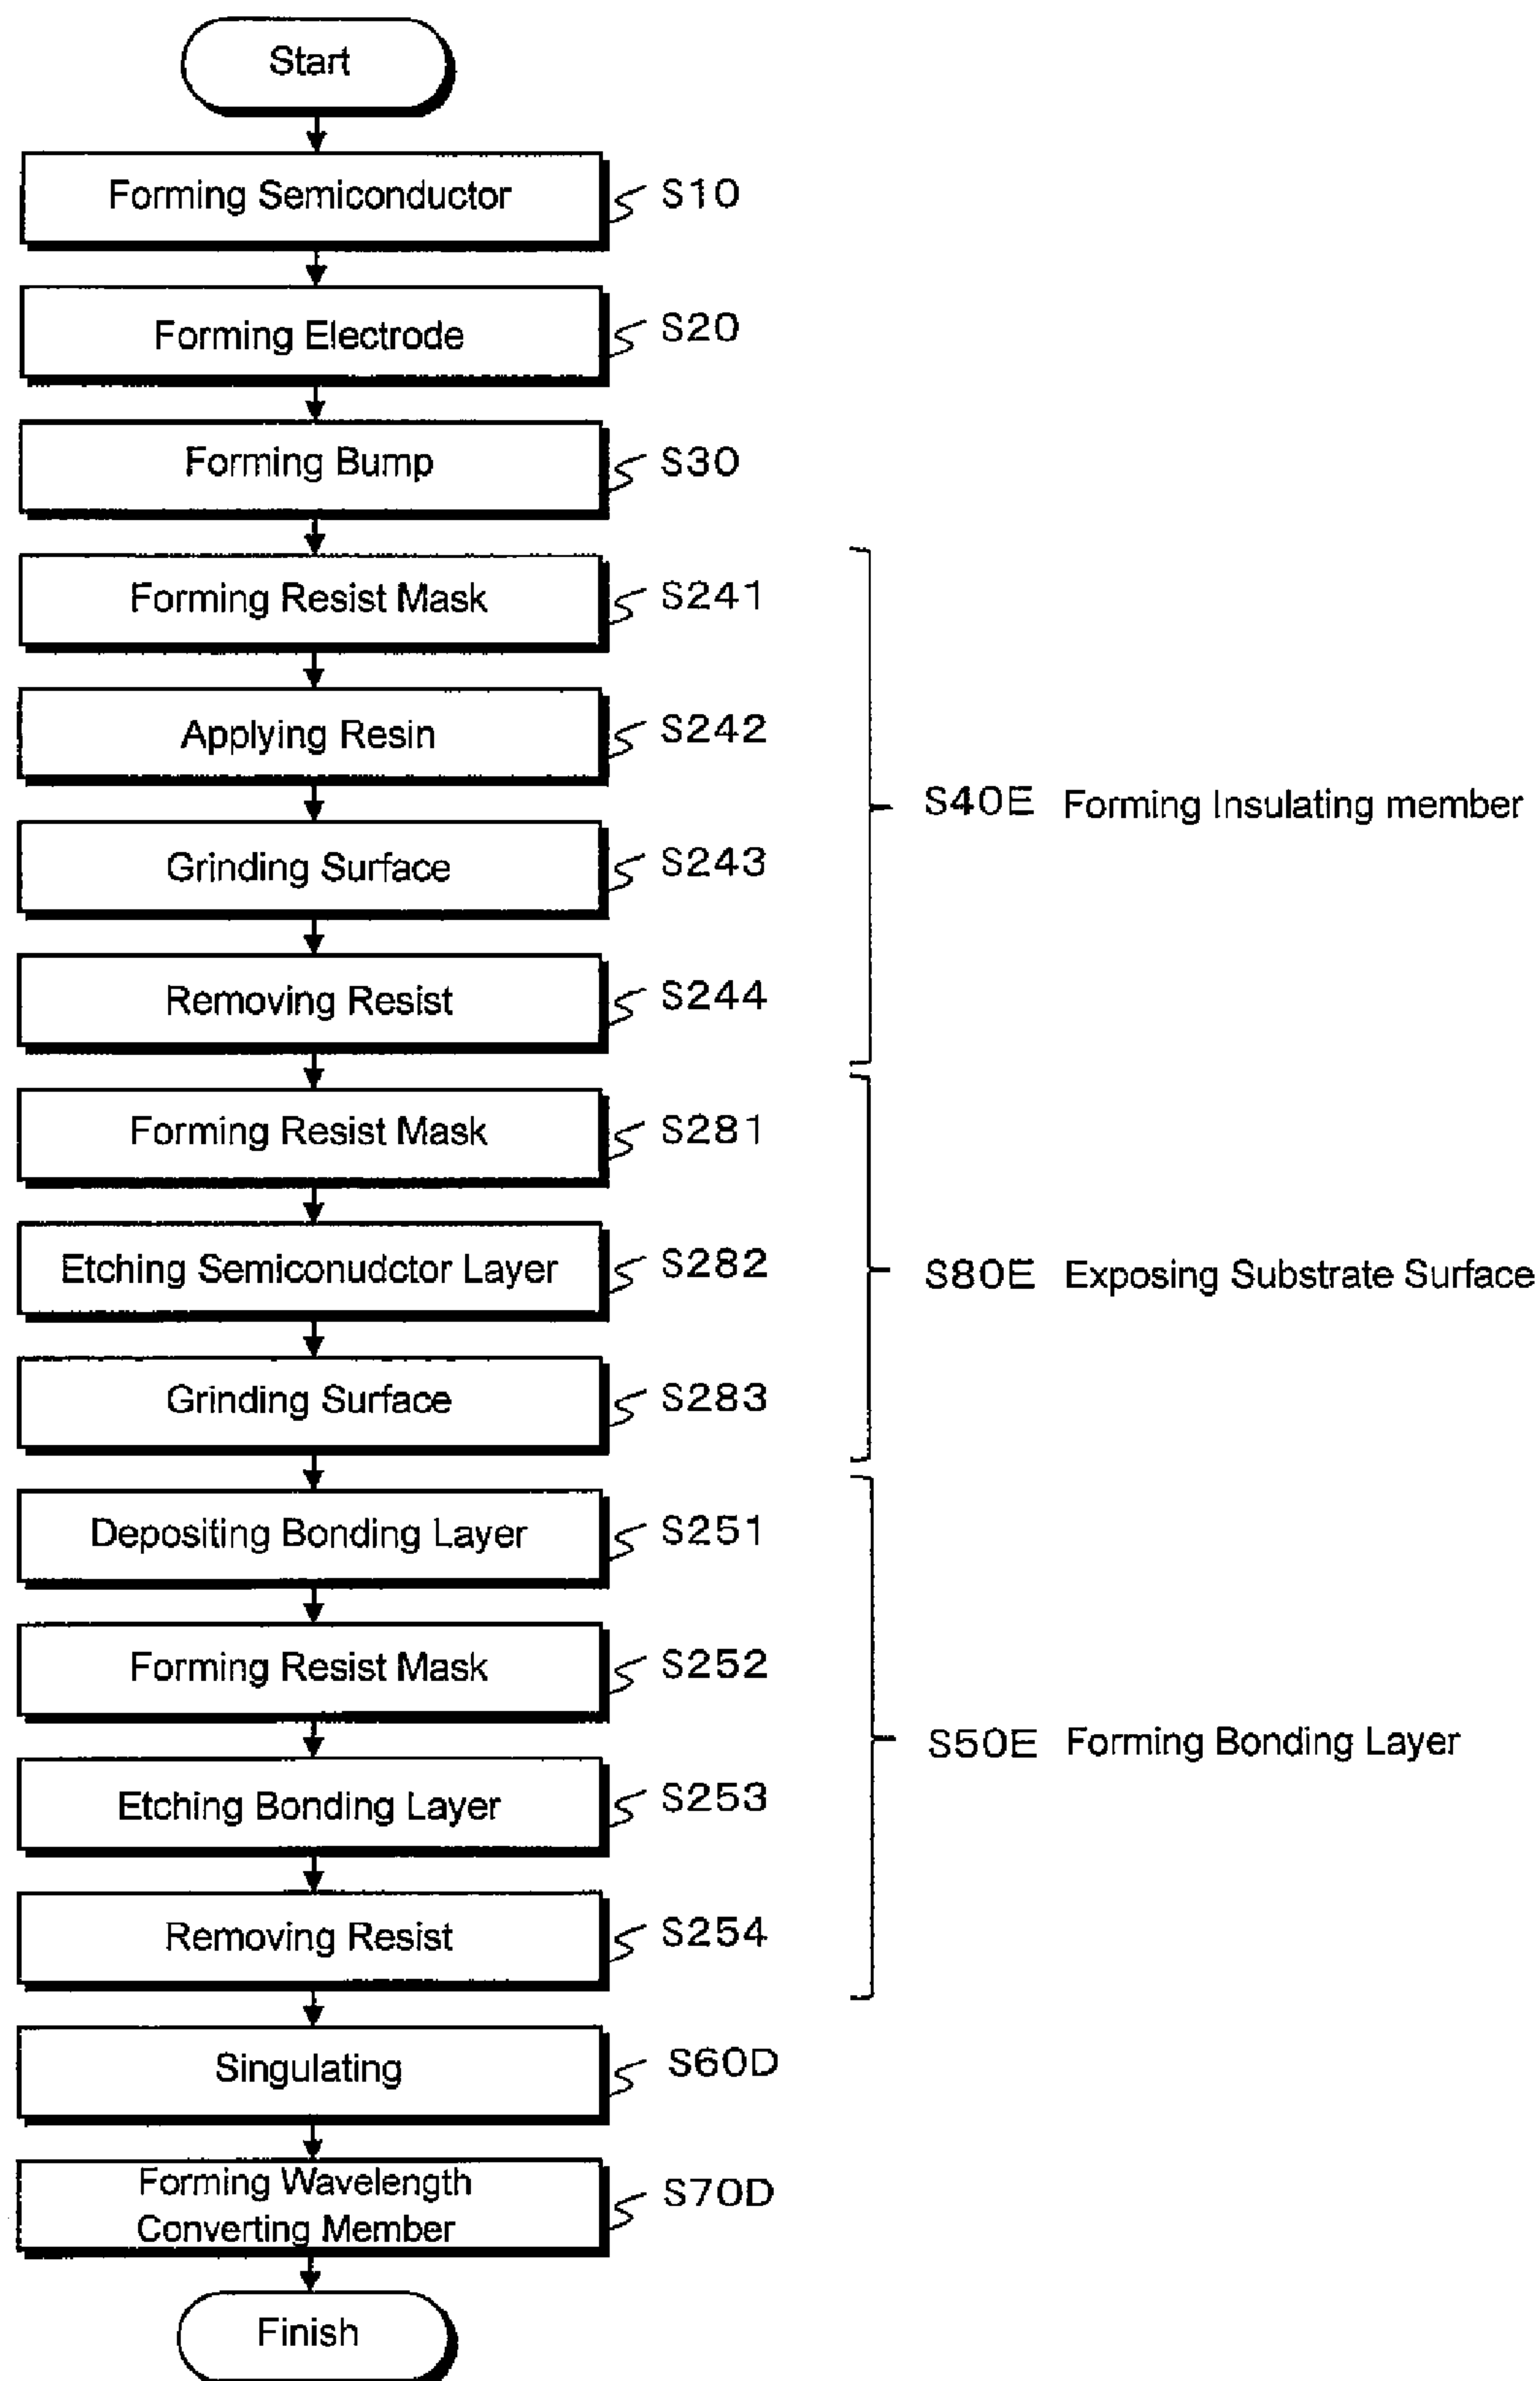 Start
Forming Semiconductor S10
Forming Electrode S20
Forming Bump S30
Forming Resist Mask S241
Applying Resin S242
S40E Forming Insulating member
Grinding Surface S243
Removing Resist S244
Forming Resist Mask S281
Etching Semiconudctor Layer S282
S80E Exposing Substrate Surface
Grinding Surface S283
Depositing Bonding Layer S251
Forming Resist Mask S252
S50E Forming Bonding Layer
Etching Bonding Layer S253
Removing Resist S254
Singulating S60D
Forming Wavelength
Converting Member S70D
Finish